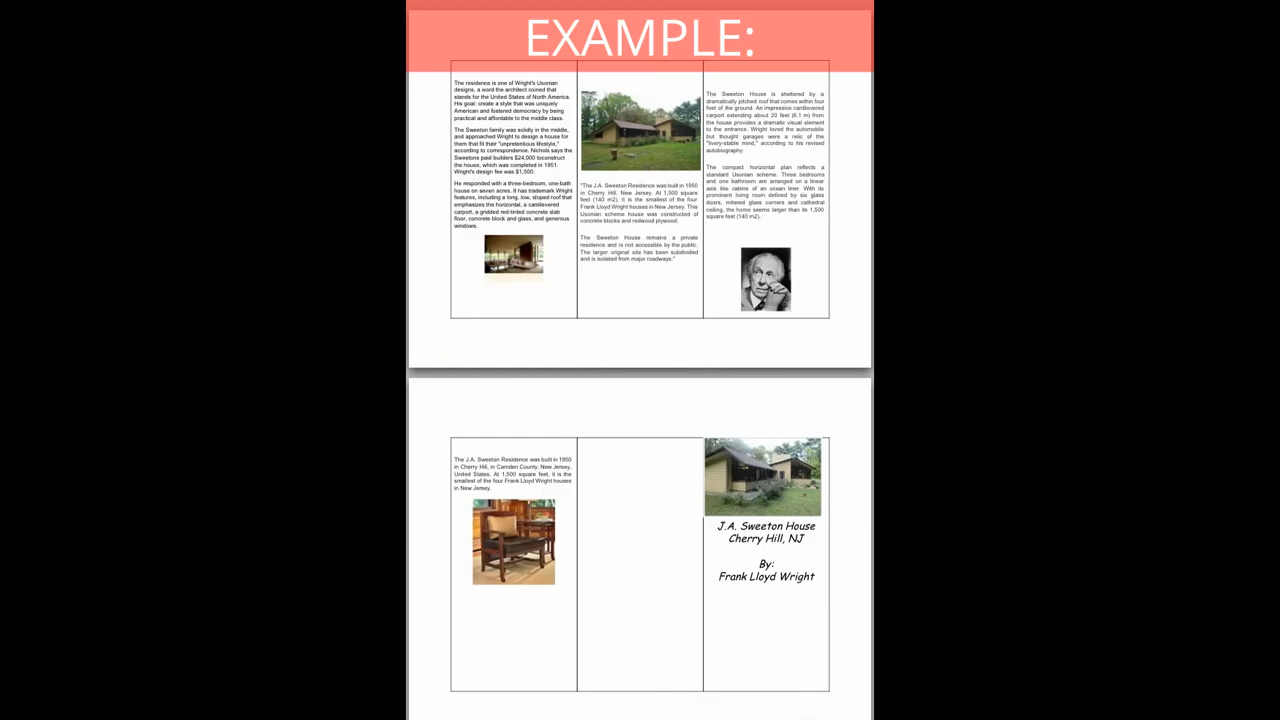 EXAMPLE:
The residence is one of Wright's Usonian
designs, a word the architect coined that
stands for the United States of North America.
His goal: create a style that was uniquely
American and fostered democracy by being
practical and affordable to the middle class.
The Sweeton family was solidly in the middle,
and approached Wright to design a house for
them that fit their "unpretentious lifestyle,"
according to correspondence. Nichols says the
Sweetons paid builders $24,000 toconstruct
the house, which was completed in 1951.
Wright's design fee was $1,500.
He responded with a three-bedroom, one-bath
house on seven acres. It has trademark Wright
features, including a long, low, sloped roof that
emphasizes the horizontal, a cantilevered
carport, a gridded red-tinted concrete slab
floor, concrete block and glass, and generous
windows.
"The J.A. Sweeton Residence was built in 1950
in Cherry Hill, New Jersey. At 1,500 square
feet (140 m2), it is the smallest of the four
Frank Lloyd Wright houses in New Jersey. This
Usonian scheme house was constructed of
concrete blocks and redwood plywood.
The Sweeton House remains a private
residence and is not accessible by the public.
The larger original site has been subdivided
and is isolated from major roadways."
The Sweeton House is sheltered by a
dramatically pitched roof that comes within four
feet of the ground. An impressive cantilevered
carport extending about 20 feet (6.1 m) from
the house provides a dramatic visual element
to the entrance. Wright loved the automobile
but thought garages were a relic of the
"livery-stable mind," according to his revised
autobiography.
The compact horizontal plan reflects a
standard Usonian scheme. Three bedrooms
and one bathroom are arranged on a linear
axis like cabins of an ocean liner. With its
prominent living room defined by six glass
doors, mitered glass corners and cathedral
ceiling, the home seems larger than its 1,500
square feet (140 m2).
The J.A. Sweeton Residence was built in 1950
in Cherry Hill, in Camden County, New Jersey,
United States. At 1,500 square feet, it is the
smallest of the four Frank Lloyd Wright houses
in New Jersey.
J.A. Sweeton House
Cherry Hill, NJ
By:
Frank Lloyd Wright